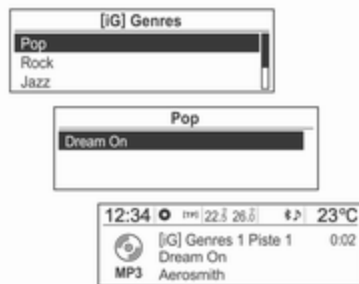 [iG] Genres
Pop
Rock
Jazz
Pop
Dream On
12:34 [TP] 22.5 26.0 23°C
[iG] Genres 1 Piste 1 0:02
Dream On
MP3 Aerosmith